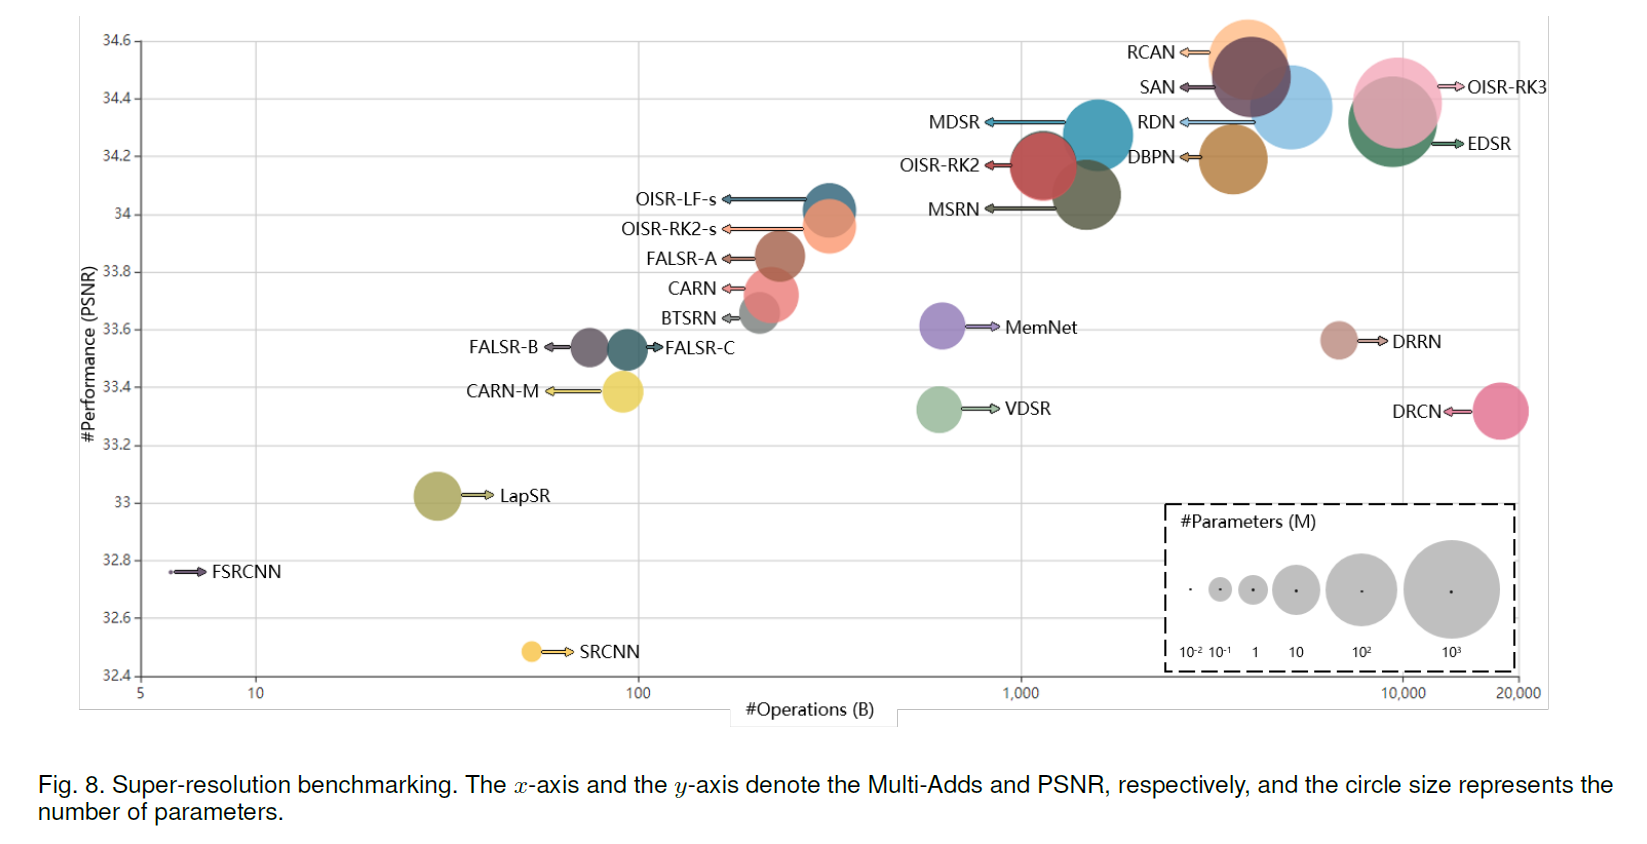 34.6
34.4
34.2
34
33.8
33.6
33.4
33.2
33
32.8
32.6
32.4
#Performance (PSNR)
RCAN
SAN
OISR-RK3
MDSR
RDN
EDSR
DBPN
OISR-RK2
MSRN
OISR-LF-s
OISR-RK2-s
FALSR-A
CARN
BTSRN
MemNet
DRRN
FALSR-B
FALSR-C
CARN-M
VDSR
DRCN
LapSR
FSRCNN
SRCNN
#Parameters (M)
10⁻² 10⁻¹ 1 10 10² 10³
5 10 100 1,000 10,000 20,000
#Operations (B)
Fig. 8. Super-resolution benchmarking. The x-axis and the y-axis denote the Multi-Adds and PSNR, respectively, and the circle size represents the
number of parameters.